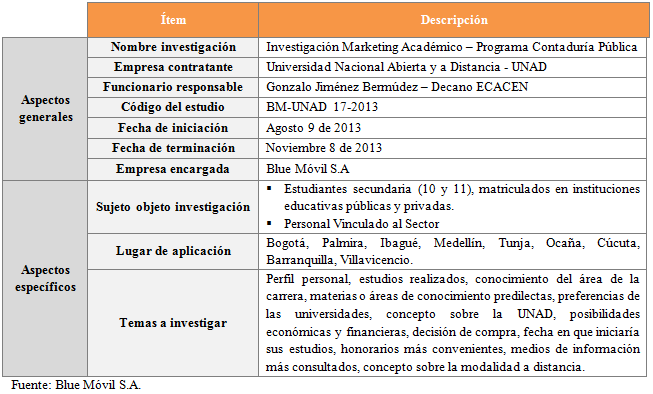 Ítem Descripción
Aspectos generales
Nombre investigación Investigación Marketing Académico – Programa Contaduría Pública
Empresa contratante Universidad Nacional Abierta y a Distancia - UNAD
Funcionario responsable Gonzalo Jiménez Bermúdez – Decano ECACEN
Código del estudio BM-UNAD 17-2013
Fecha de iniciación Agosto 9 de 2013
Fecha de terminación Noviembre 8 de 2013
Empresa encargada Blue Móvil S.A
Aspectos específicos
Sujeto objeto investigación
▪ Estudiantes secundaria (10 y 11), matriculados en instituciones
educativas públicas y privadas.
▪ Personal Vinculado al Sector
Lugar de aplicación
Bogotá, Palmira, Ibagué, Medellín, Tunja, Ocaña, Cúcuta,
Barranquilla, Villavicencio.
Temas a investigar
Perfil personal, estudios realizados, conocimiento del área de la
carrera, materias o áreas de conocimiento predilectas, preferencias de
las universidades, concepto sobre la UNAD, posibilidades
económicas y financieras, decisión de compra, fecha en que iniciaría
sus estudios, honorarios más convenientes, medios de información
más consultados, concepto sobre la modalidad a distancia.
Fuente: Blue Móvil S.A.